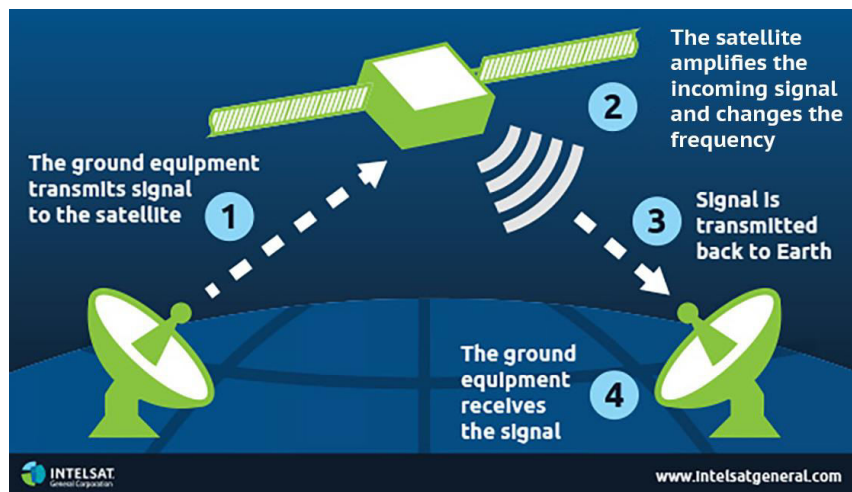 The ground equipment
transmits signal
to the satellite
1
2
The satellite
amplifies the
incoming signal
and changes the
frequency
3
Signal is
transmitted
back to Earth
The ground
equipment
receives
the signal
4
INTELSAT
General Corporation
www.intelsatgeneral.com